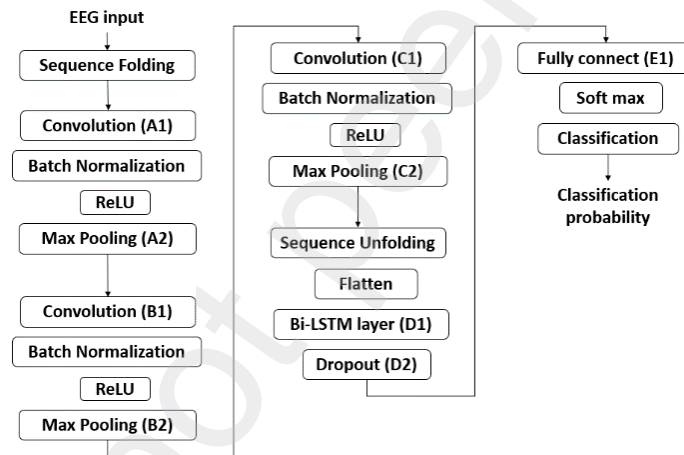 EEG input
Sequence Folding
Convolution (A1)
Batch Normalization
ReLU
Max Pooling (A2)
Convolution (B1)
Batch Normalization
ReLU
Max Pooling (B2)
Convolution (C1)
Batch Normalization
ReLU
Max Pooling (C2)
Sequence Unfolding
Flatten
Bi-LSTM layer (D1)
Dropout (D2)
Fully connect (E1)
Soft max
Classification
Classification
probability
not peer